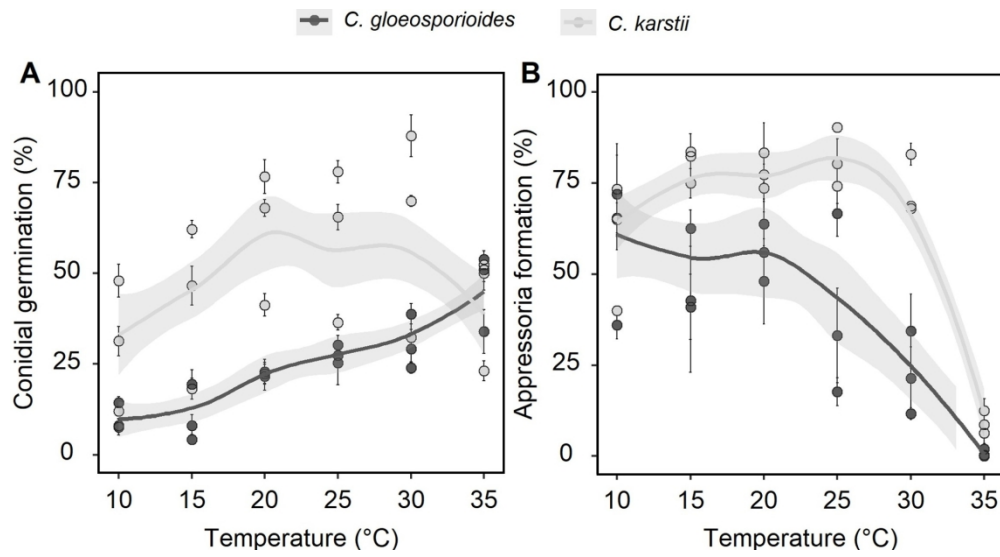 C. gloeosporioides C. karstii
A B
Conidial germination (%)
100
75
50
25
0
10 15 20 25 30 35
Temperature (°C)
Appressoria formation (%)
100
75
50
25
0
10 15 20 25 30 35
Temperature (°C)